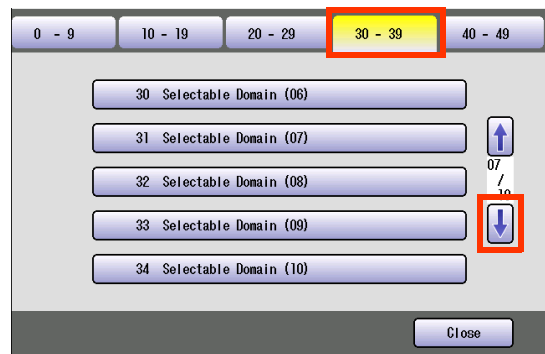 0 - 9
10 - 19
20 - 29
30 - 39
40 - 49
30 Selectable Domain (06)
31 Selectable Domain (07)
32 Selectable Domain (08)
33 Selectable Domain (09)
34 Selectable Domain (10)
07
/
10
Close